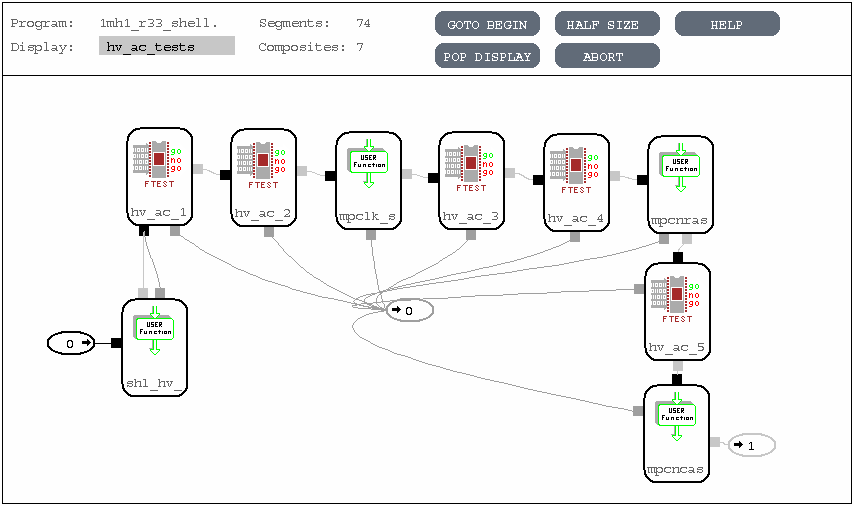 Program: 1mh1_r33_shell. Segments: 74 GOTO BEGIN HALF SIZE HELP
Display: hv_ac_tests Composites: 7 POP DISPLAY ABORT
go no go FTEST hv_ac_1
go no go FTEST hv_ac_2
USER Function mpclk_s
go no go FTEST hv_ac_3
go no go FTEST hv_ac_4
USER Function mpcnras
0
go no go FTEST hv_ac_5
0
USER Function shl_hv_
USER Function mpcncas
1